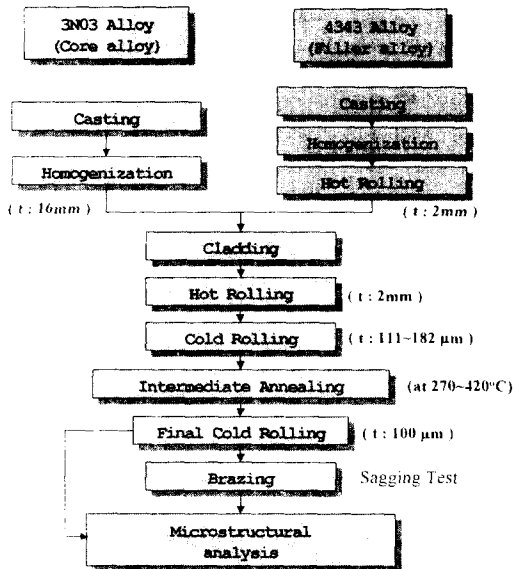 3N03 Alloy
(Core alloy)
4343 Alloy
(Filler alloy)
Casting
Homogenization
(t : 16mm)
Casting
Homogenization
Hot Rolling
(t : 2mm)
Cladding
Hot Rolling
(t : 2mm)
Cold Rolling
(t : 111~182 μm)
Intermediate Annealing
(at 270~420°C)
Final Cold Rolling
(t : 100 μm)
Brazing
Sagging Test
Microstructural
analysis